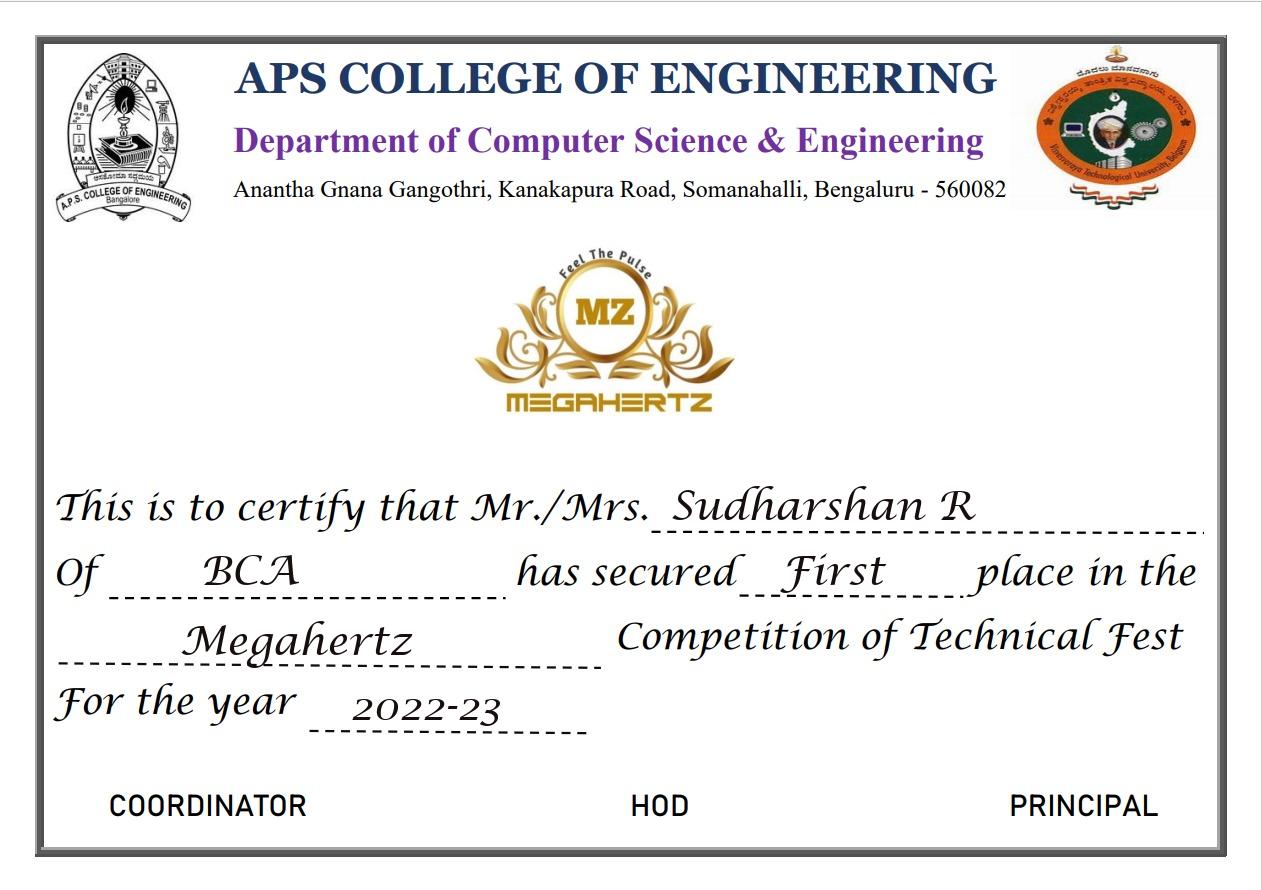 APS COLLEGE OF ENGINEERING
Department of Computer Science & Engineering
Anantha Gnana Gangothri, Kanakapura Road, Somanahalli, Bengaluru - 560082
A.P.S. COLLEGE OF ENGINEERING
Bangalore
Visvesvaraya Technological University, Belgaum
Feel The Pulse
MZ
MEGAHERTZ
This is to certify that Mr./Mrs. Sudharshan R
Of BCA has secured First place in the
Megahertz Competition of Technical Fest
For the year 2022-23
COORDINATOR HOD PRINCIPAL